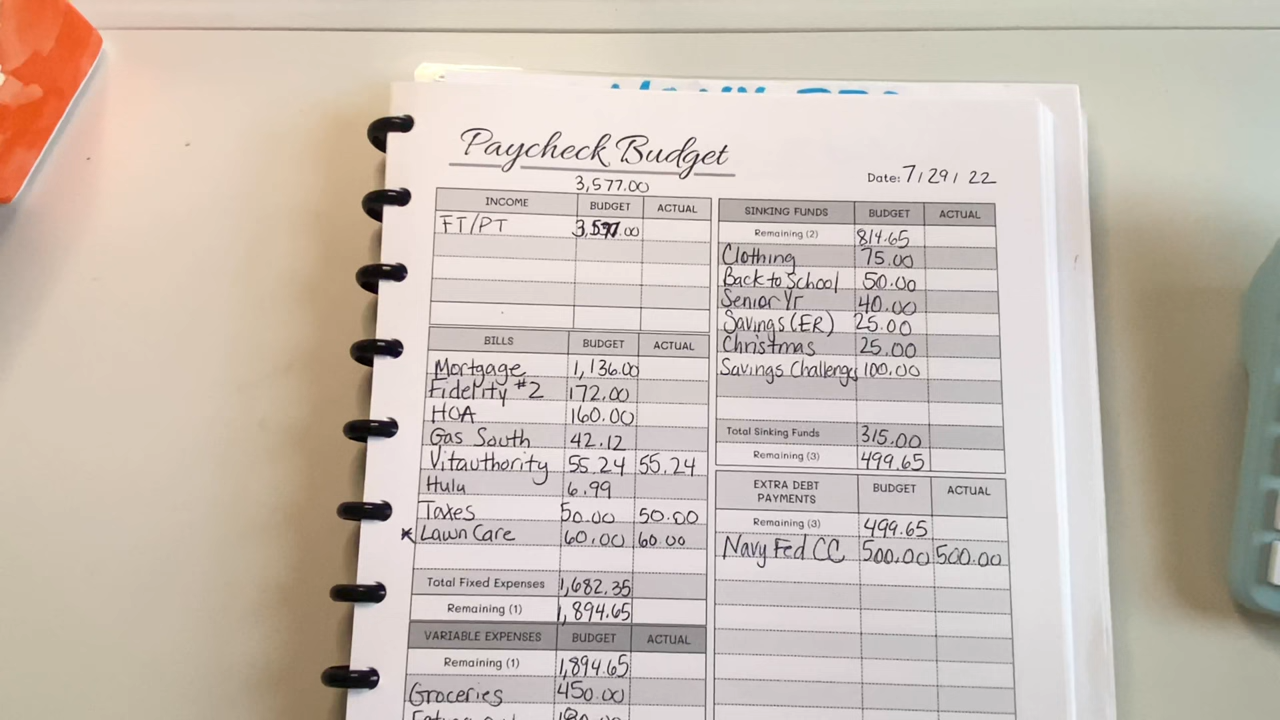 Paycheck Budget
Date: 7/29/22
3,577.00
INCOME BUDGET ACTUAL
FT/PT 3,577.00
BILLS BUDGET ACTUAL
Mortgage 1,136.00
Fidelity #2 172.00
HOA 160.00
Gas South 42.12
Vitauthority 55.24 55.24
Hulu 6.99
Taxes 50.00 50.00
* Lawn Care 60.00 60.00
Total Fixed Expenses 1,682.35
Remaining (1) 1,894.65
VARIABLE EXPENSES BUDGET ACTUAL
Remaining (1) 1,894.65
Groceries 450.00
SINKING FUNDS BUDGET ACTUAL
Remaining (2) 814.65
Clothing 75.00
Back to School 50.00
Senior Yr 40.00
Savings (ER) 25.00
Christmas 25.00
Savings Challenge 100.00
Total Sinking Funds 315.00
Remaining (3) 499.65
EXTRA DEBT PAYMENTS BUDGET ACTUAL
Remaining (3) 499.65
Navy Fed CC 500.00 500.00